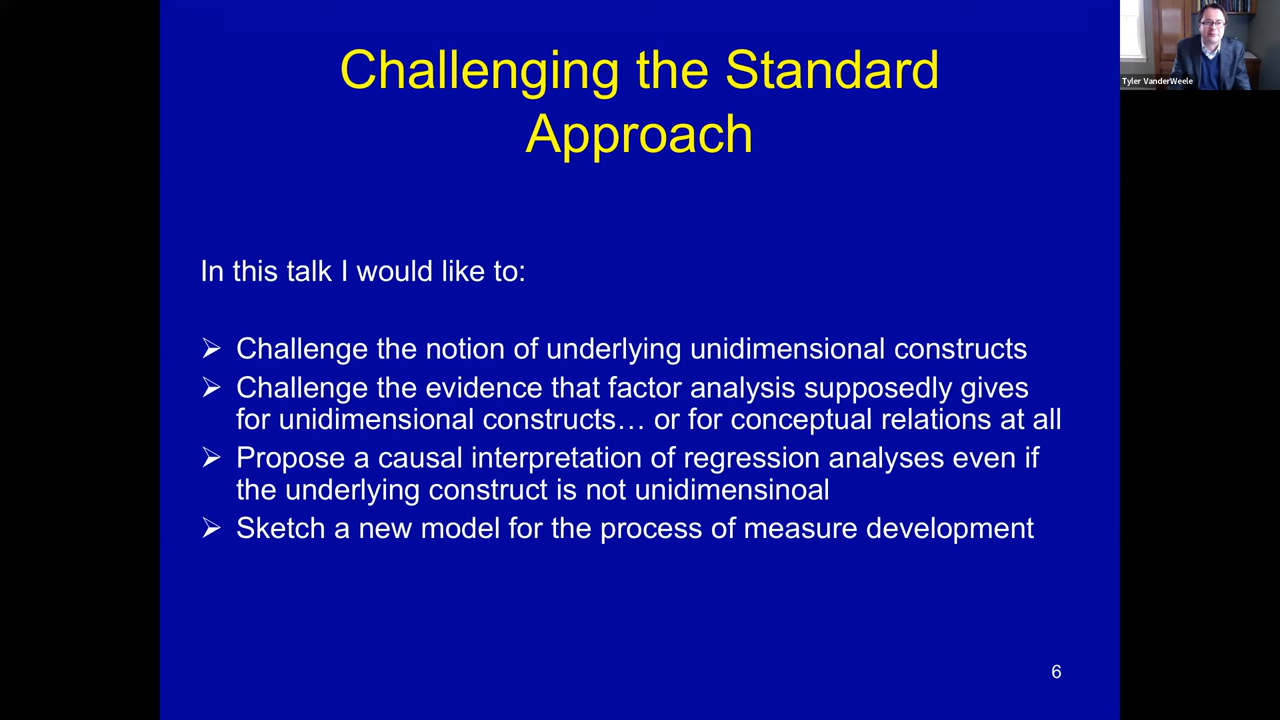 Challenging the Standard
Approach
Tyler VanderWeele
In this talk I would like to:
➢ Challenge the notion of underlying unidimensional constructs
➢ Challenge the evidence that factor analysis supposedly gives
for unidimensional constructs… or for conceptual relations at all
➢ Propose a causal interpretation of regression analyses even if
the underlying construct is not unidimensinoal
➢ Sketch a new model for the process of measure development
6